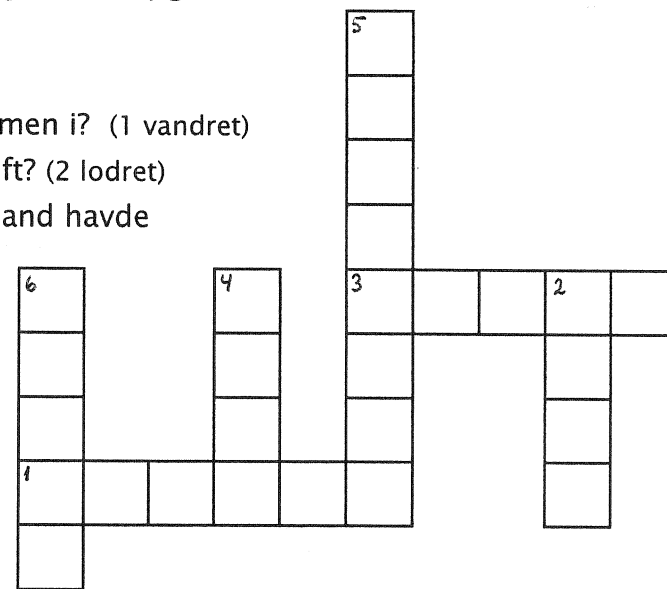 men i? (1 vandret)
ft? (2 lodret)
and havde
5
6 4 3 2
1